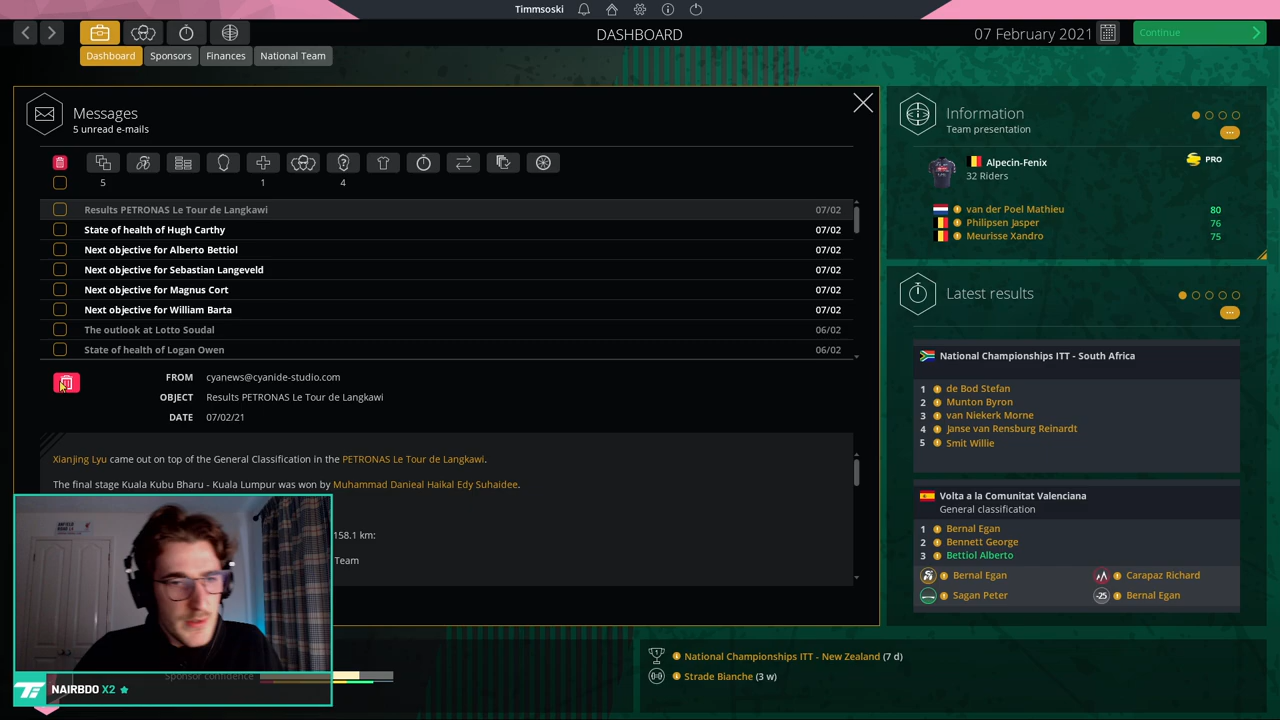 Timmsoski
DASHBOARD
07 February 2021
Continue
Dashboard
Sponsors
Finances
National Team
Messages
5 unread e-mails
5
1
4
Results PETRONAS Le Tour de Langkawi 07/02
State of health of Hugh Carthy 07/02
Next objective for Alberto Bettiol 07/02
Next objective for Sebastian Langeveld 07/02
Next objective for Magnus Cort 07/02
Next objective for William Barta 07/02
The outlook at Lotto Soudal 06/02
State of health of Logan Owen 06/02
FROM cyanews@cyanide-studio.com
OBJECT Results PETRONAS Le Tour de Langkawi
DATE 07/02/21
Xianjing Lyu came out on top of the General Classification in the PETRONAS Le Tour de Langkawi.
The final stage Kuala Kubu Bharu - Kuala Lumpur was won by Muhammad Danieal Haikal Edy Suhaidee.
158.1 km:
Team
Information
Team presentation
Alpecin-Fenix
32 Riders
PRO
van der Poel Mathieu 80
Philipsen Jasper 76
Meurisse Xandro 75
Latest results
National Championships ITT - South Africa
1 de Bod Stefan
2 Munton Byron
3 van Niekerk Morne
4 Janse van Rensburg Reinardt
5 Smit Willie
Volta a la Comunitat Valenciana
General classification
1 Bernal Egan
2 Bennett George
3 Bettiol Alberto
Bernal Egan
Carapaz Richard
Sagan Peter
-25 Bernal Egan
Sponsor confidence
National Championships ITT - New Zealand (7 d)
Strade Bianche (3 w)
NAIRBDO X2